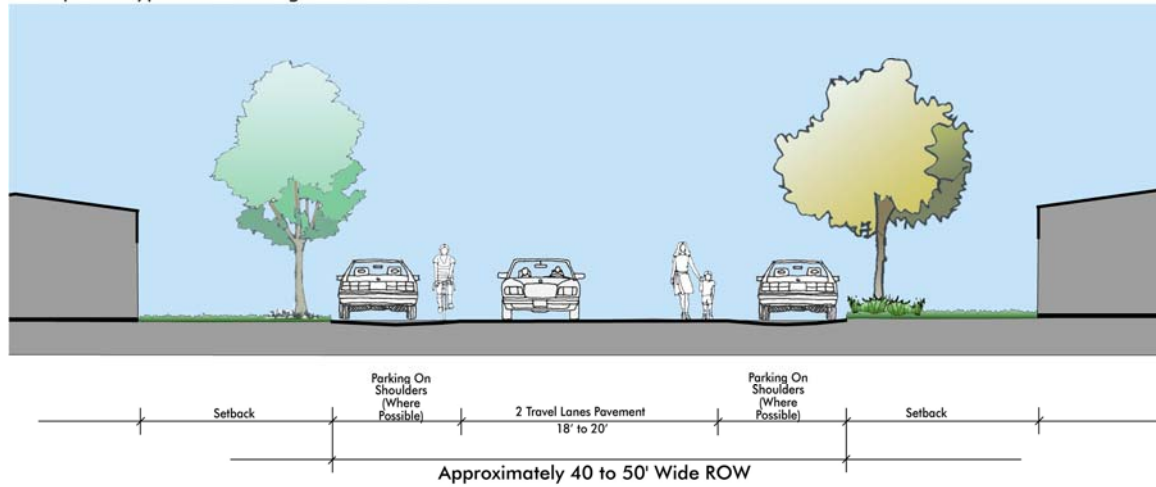 Parking On
Shoulders
(Where
Possible)
Parking On
Shoulders
(Where
Possible)
Setback
2 Travel Lanes Pavement
Setback
18' to 20'
Approximately 40 to 50' Wide ROW